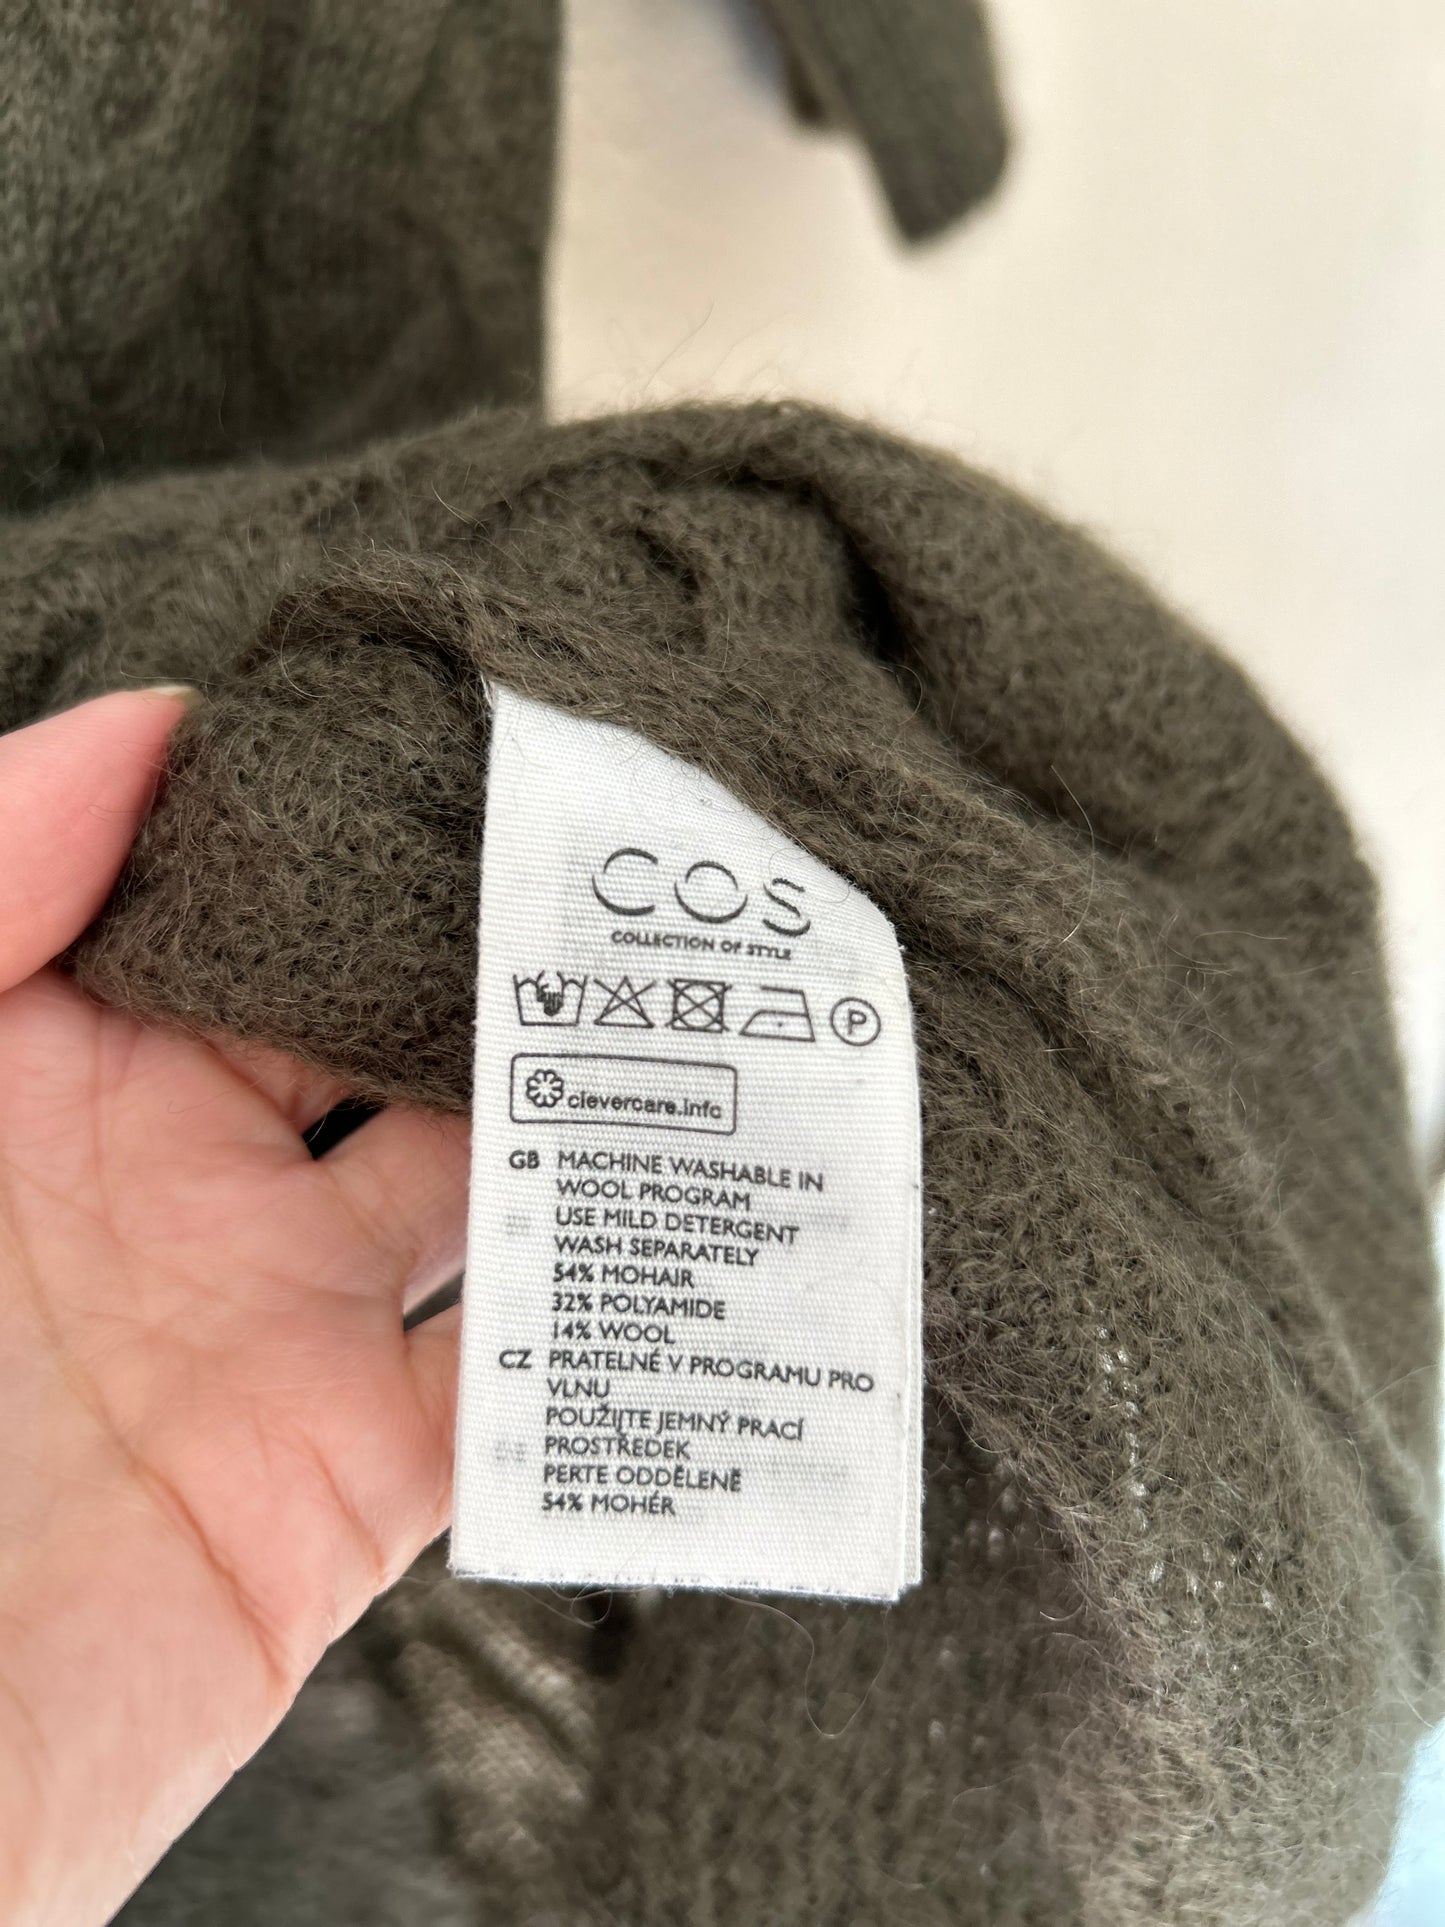 COS
COLLECTION OF STYLE
P
clevercare.info
GB MACHINE WASHABLE IN
WOOL PROGRAM
USE MILD DETERGENT
WASH SEPARATELY
54% MOHAIR
32% POLYAMIDE
14% WOOL
CZ PRATELNÉ V PROGRAMU PRO
VLNU
POUŽIJTE JEMNÝ PRACÍ
PROSTŘEDEK
PERTE ODDĚLENĚ
54% MOHÉR